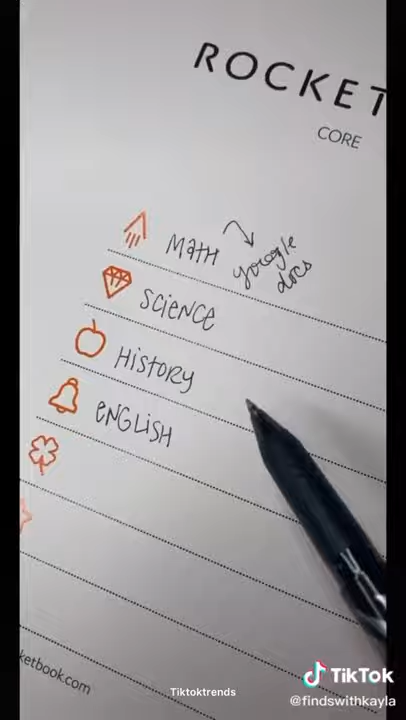 ROCKET
CORE
MATH
google
docs
SCIENCE
HISTORY
ENGLISH
ketbook.com
Tiktoktrends
TikTok
@findswithkayla